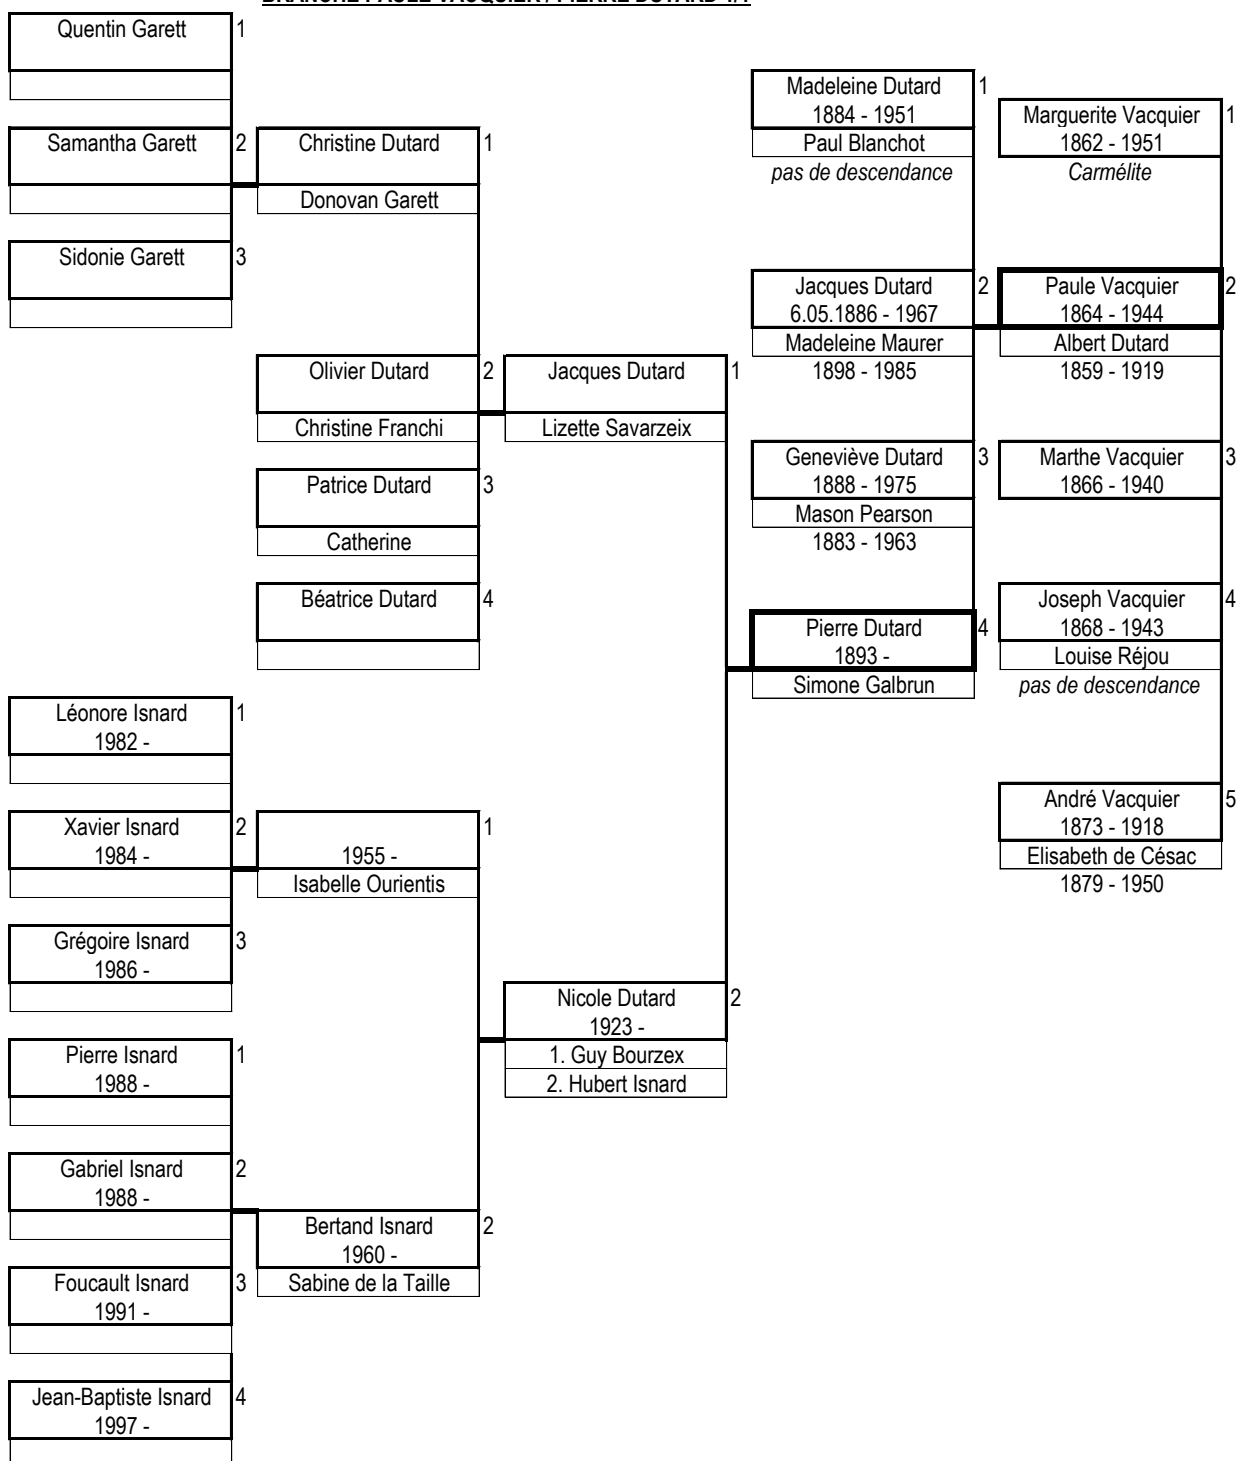 Quentin Garett
1
Samantha Garett
2
Sidonie Garett
3
Léonore Isnard
1
1982 -
Xavier Isnard
2
1984 -
Grégoire Isnard
3
1986 -
Pierre Isnard
1
1988 -
Gabriel Isnard
2
1988 -
Foucault Isnard
3
1991 -
Jean-Baptiste Isnard
4
1997 -
Christine Dutard
1
Donovan Garett
Olivier Dutard
2
Christine Franchi
Patrice Dutard
3
Catherine
Béatrice Dutard
4
1
1955 -
Isabelle Ourientis
Bertand Isnard
2
1960 -
Sabine de la Taille
Jacques Dutard
1
Lizette Savarzeix
Nicole Dutard
2
1923 -
1. Guy Bourzex
2. Hubert Isnard
Madeleine Dutard
1
1884 - 1951
Paul Blanchot
pas de descendance
Jacques Dutard
2
6.05.1886 - 1967
Madeleine Maurer
1898 - 1985
Geneviève Dutard
3
1888 - 1975
Mason Pearson
1883 - 1963
Pierre Dutard
4
1893 -
Simone Galbrun
Marguerite Vacquier
1
1862 - 1951
Carmélite
Paule Vacquier
2
1864 - 1944
Albert Dutard
1859 - 1919
Marthe Vacquier
3
1866 - 1940
Joseph Vacquier
4
1868 - 1943
Louise Réjou
pas de descendance
André Vacquier
5
1873 - 1918
Elisabeth de Césac
1879 - 1950